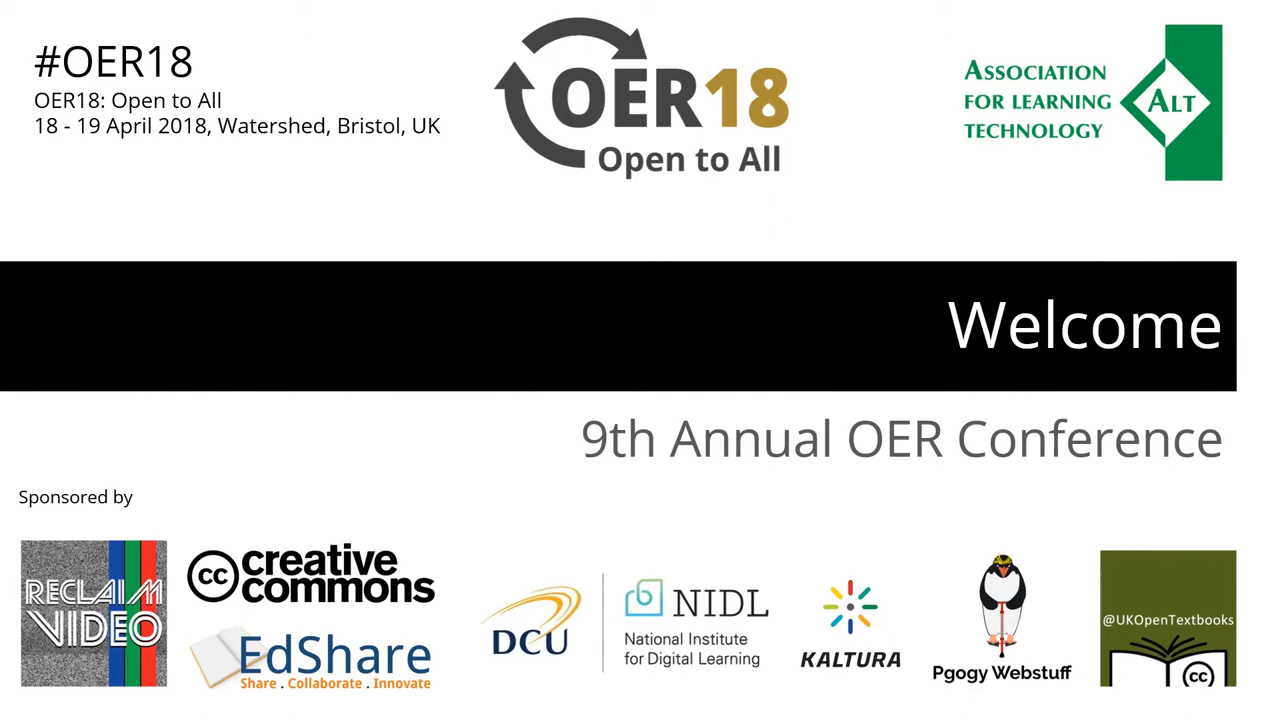 #OER18
OER18: Open to All
18 - 19 April 2018, Watershed, Bristol, UK
OER18
Open to All
ASSOCIATION
FOR LEARNING
TECHNOLOGY
ALT
Welcome
9th Annual OER Conference
Sponsored by
RECLAIM
VIDEO
cc
creative
commons
EdShare
Share . Collaborate . Innovate
DCU
NIDL
National Institute
for Digital Learning
KALTURA
Pgogy Webstuff
@UKOpenTextbooks
cc